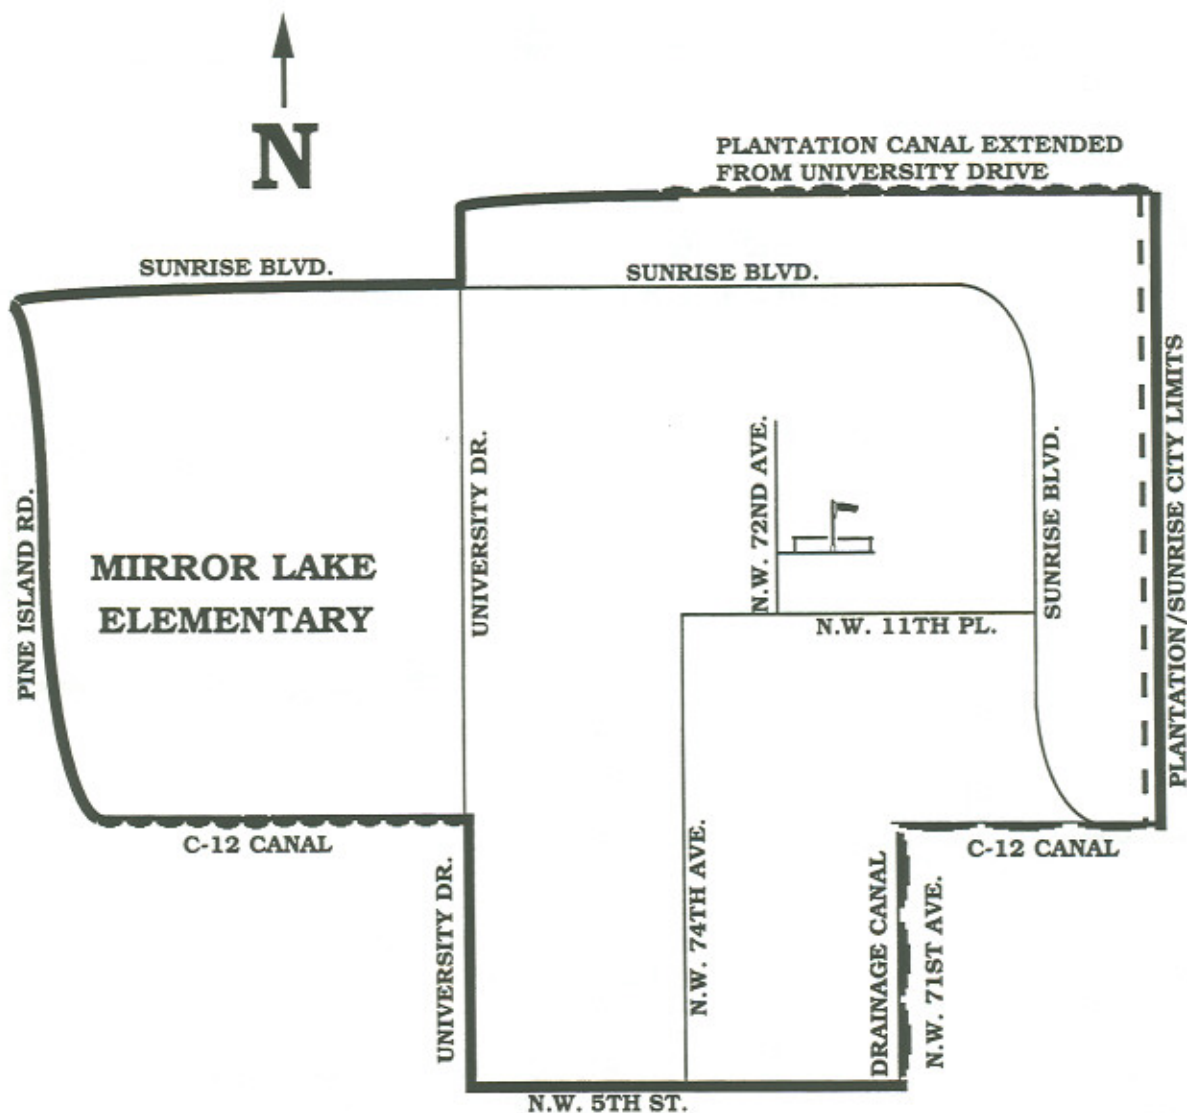 N
PLANTATION CANAL EXTENDED
FROM UNIVERSITY DRIVE
SUNRISE BLVD.
SUNRISE BLVD.
PINE ISLAND RD.
MIRROR LAKE
ELEMENTARY
UNIVERSITY DR.
N.W. 72ND AVE.
SUNRISE BLVD.
PLANTATION/SUNRISE CITY LIMITS
N.W. 11TH PL.
C-12 CANAL
C-12 CANAL
UNIVERSITY DR.
N.W. 74TH AVE.
DRAINAGE CANAL
N.W. 71ST AVE.
N.W. 5TH ST.